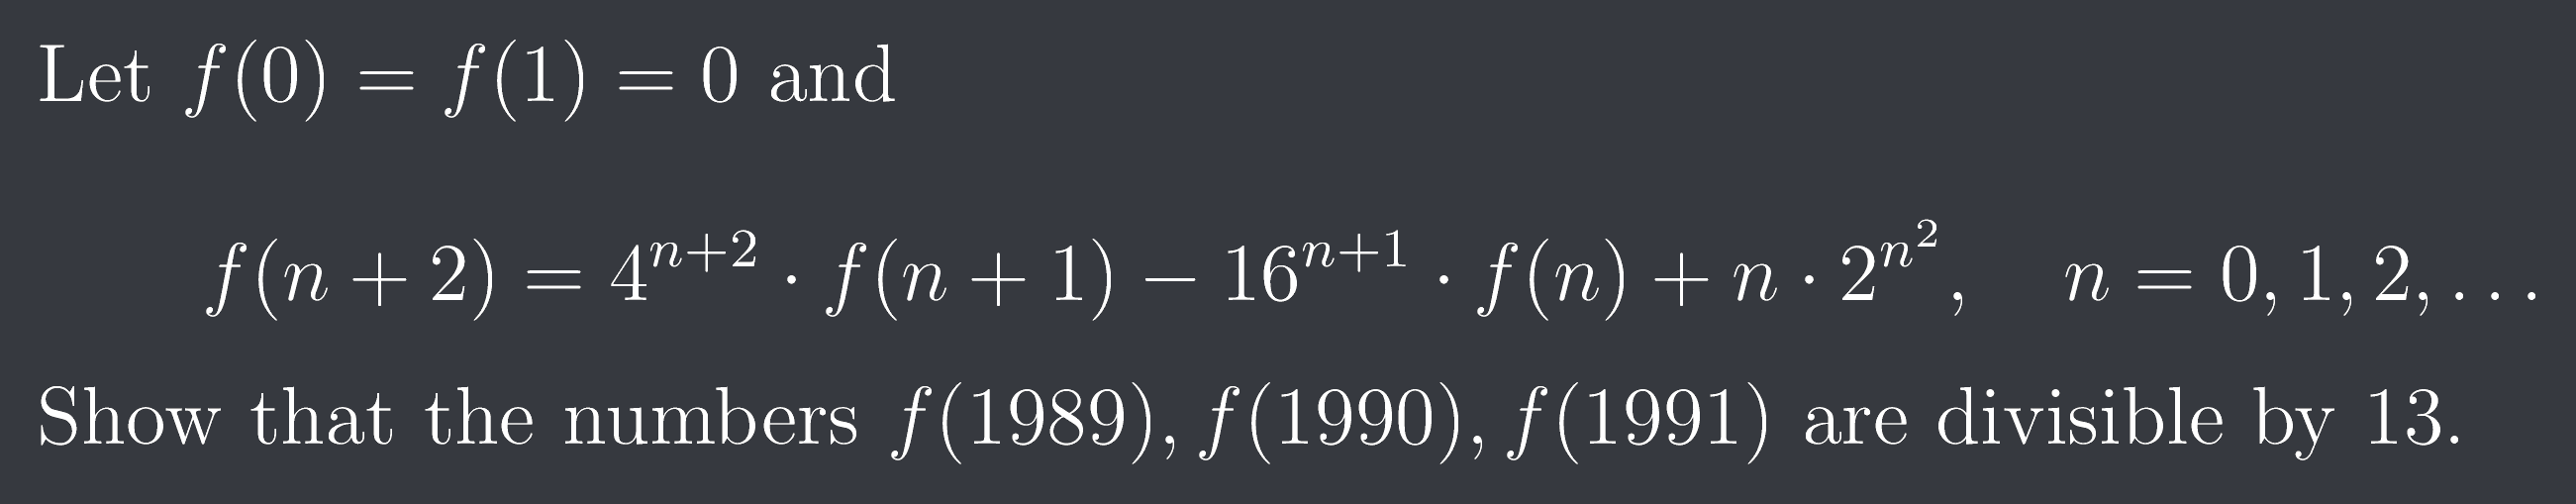 Let f(0) = f(1) = 0 and
f(n + 2) = 4^{n+2} · f(n + 1) − 16^{n+1} · f(n) + n · 2^{n^2}, n = 0, 1, 2, . . .
Show that the numbers f(1989), f(1990), f(1991) are divisible by 13.